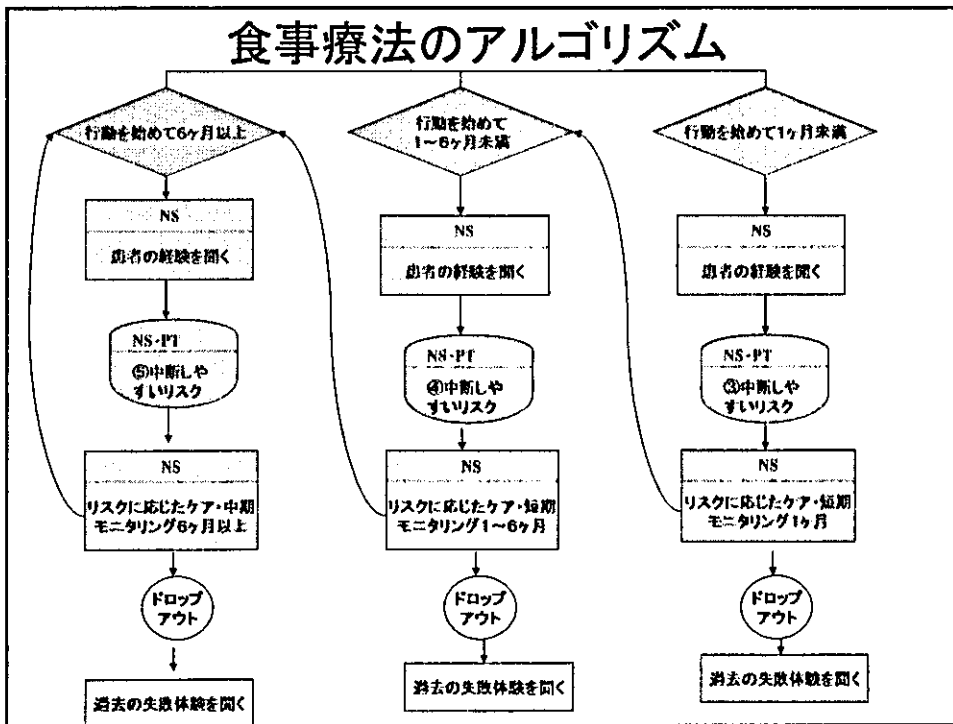 食事療法のアルゴリズム
行動を始めて6ヶ月以上
NS
患者の経験を聞く
NS・PT
⑤中断しや
すいリスク
NS
リスクに応じたケア・中期
モニタリング6ヶ月以上
ドロップ
アウト
過去の失敗体験を聞く
行動を始めて
1～6ヶ月未満
NS
患者の経験を聞く
NS・PT
④中断しや
すいリスク
NS
リスクに応じたケア・短期
モニタリング1～6ヶ月
ドロップ
アウト
過去の失敗体験を聞く
行動を始めて1ヶ月未満
NS
患者の経験を聞く
NS・PT
③中断しや
すいリスク
NS
リスクに応じたケア・短期
モニタリング1ヶ月
ドロップ
アウト
過去の失敗体験を聞く